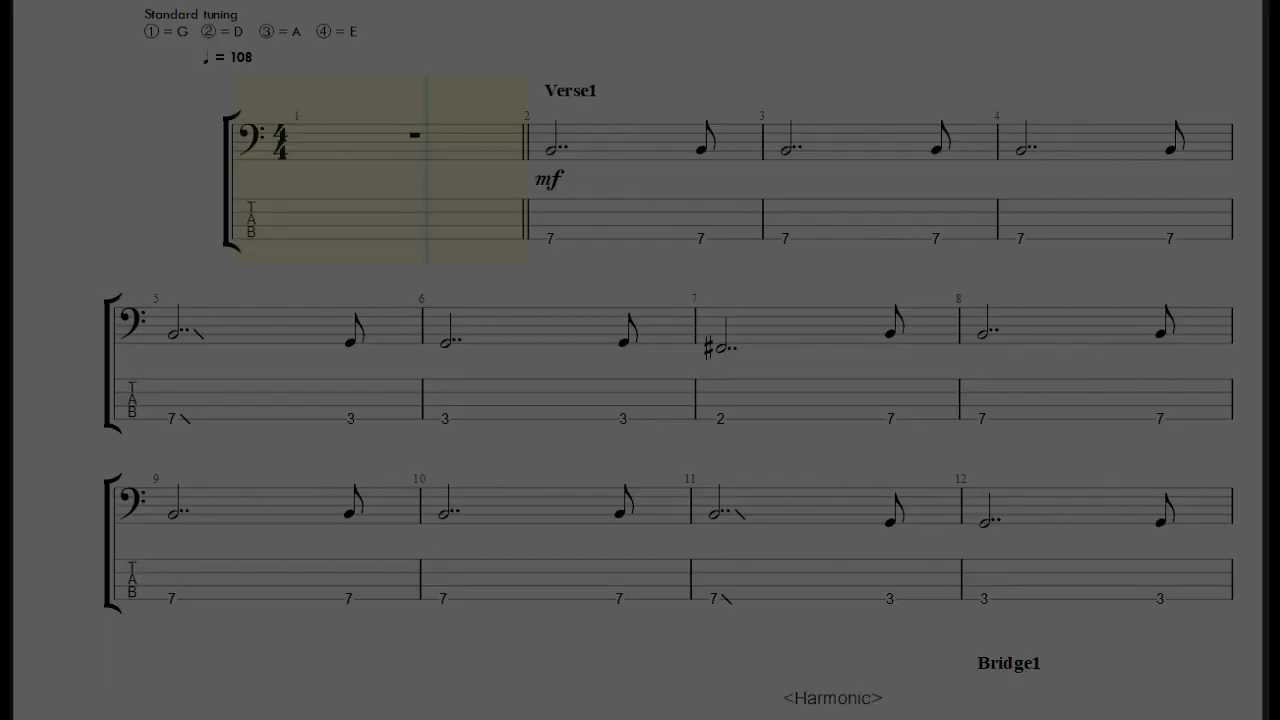 Standard tuning
① = G ② = D ③ = A ④ = E
♩ = 108
Verse1
1 2 3 4
4
4
mf
T
A
B
7 7 7 7 7 7
5 6 7 8
T
A
B
7 3 3 3 2 7 7 7
9 10 11 12
T
A
B
7 7 7 7 7 3 3 3
Bridge1
<Harmonic>